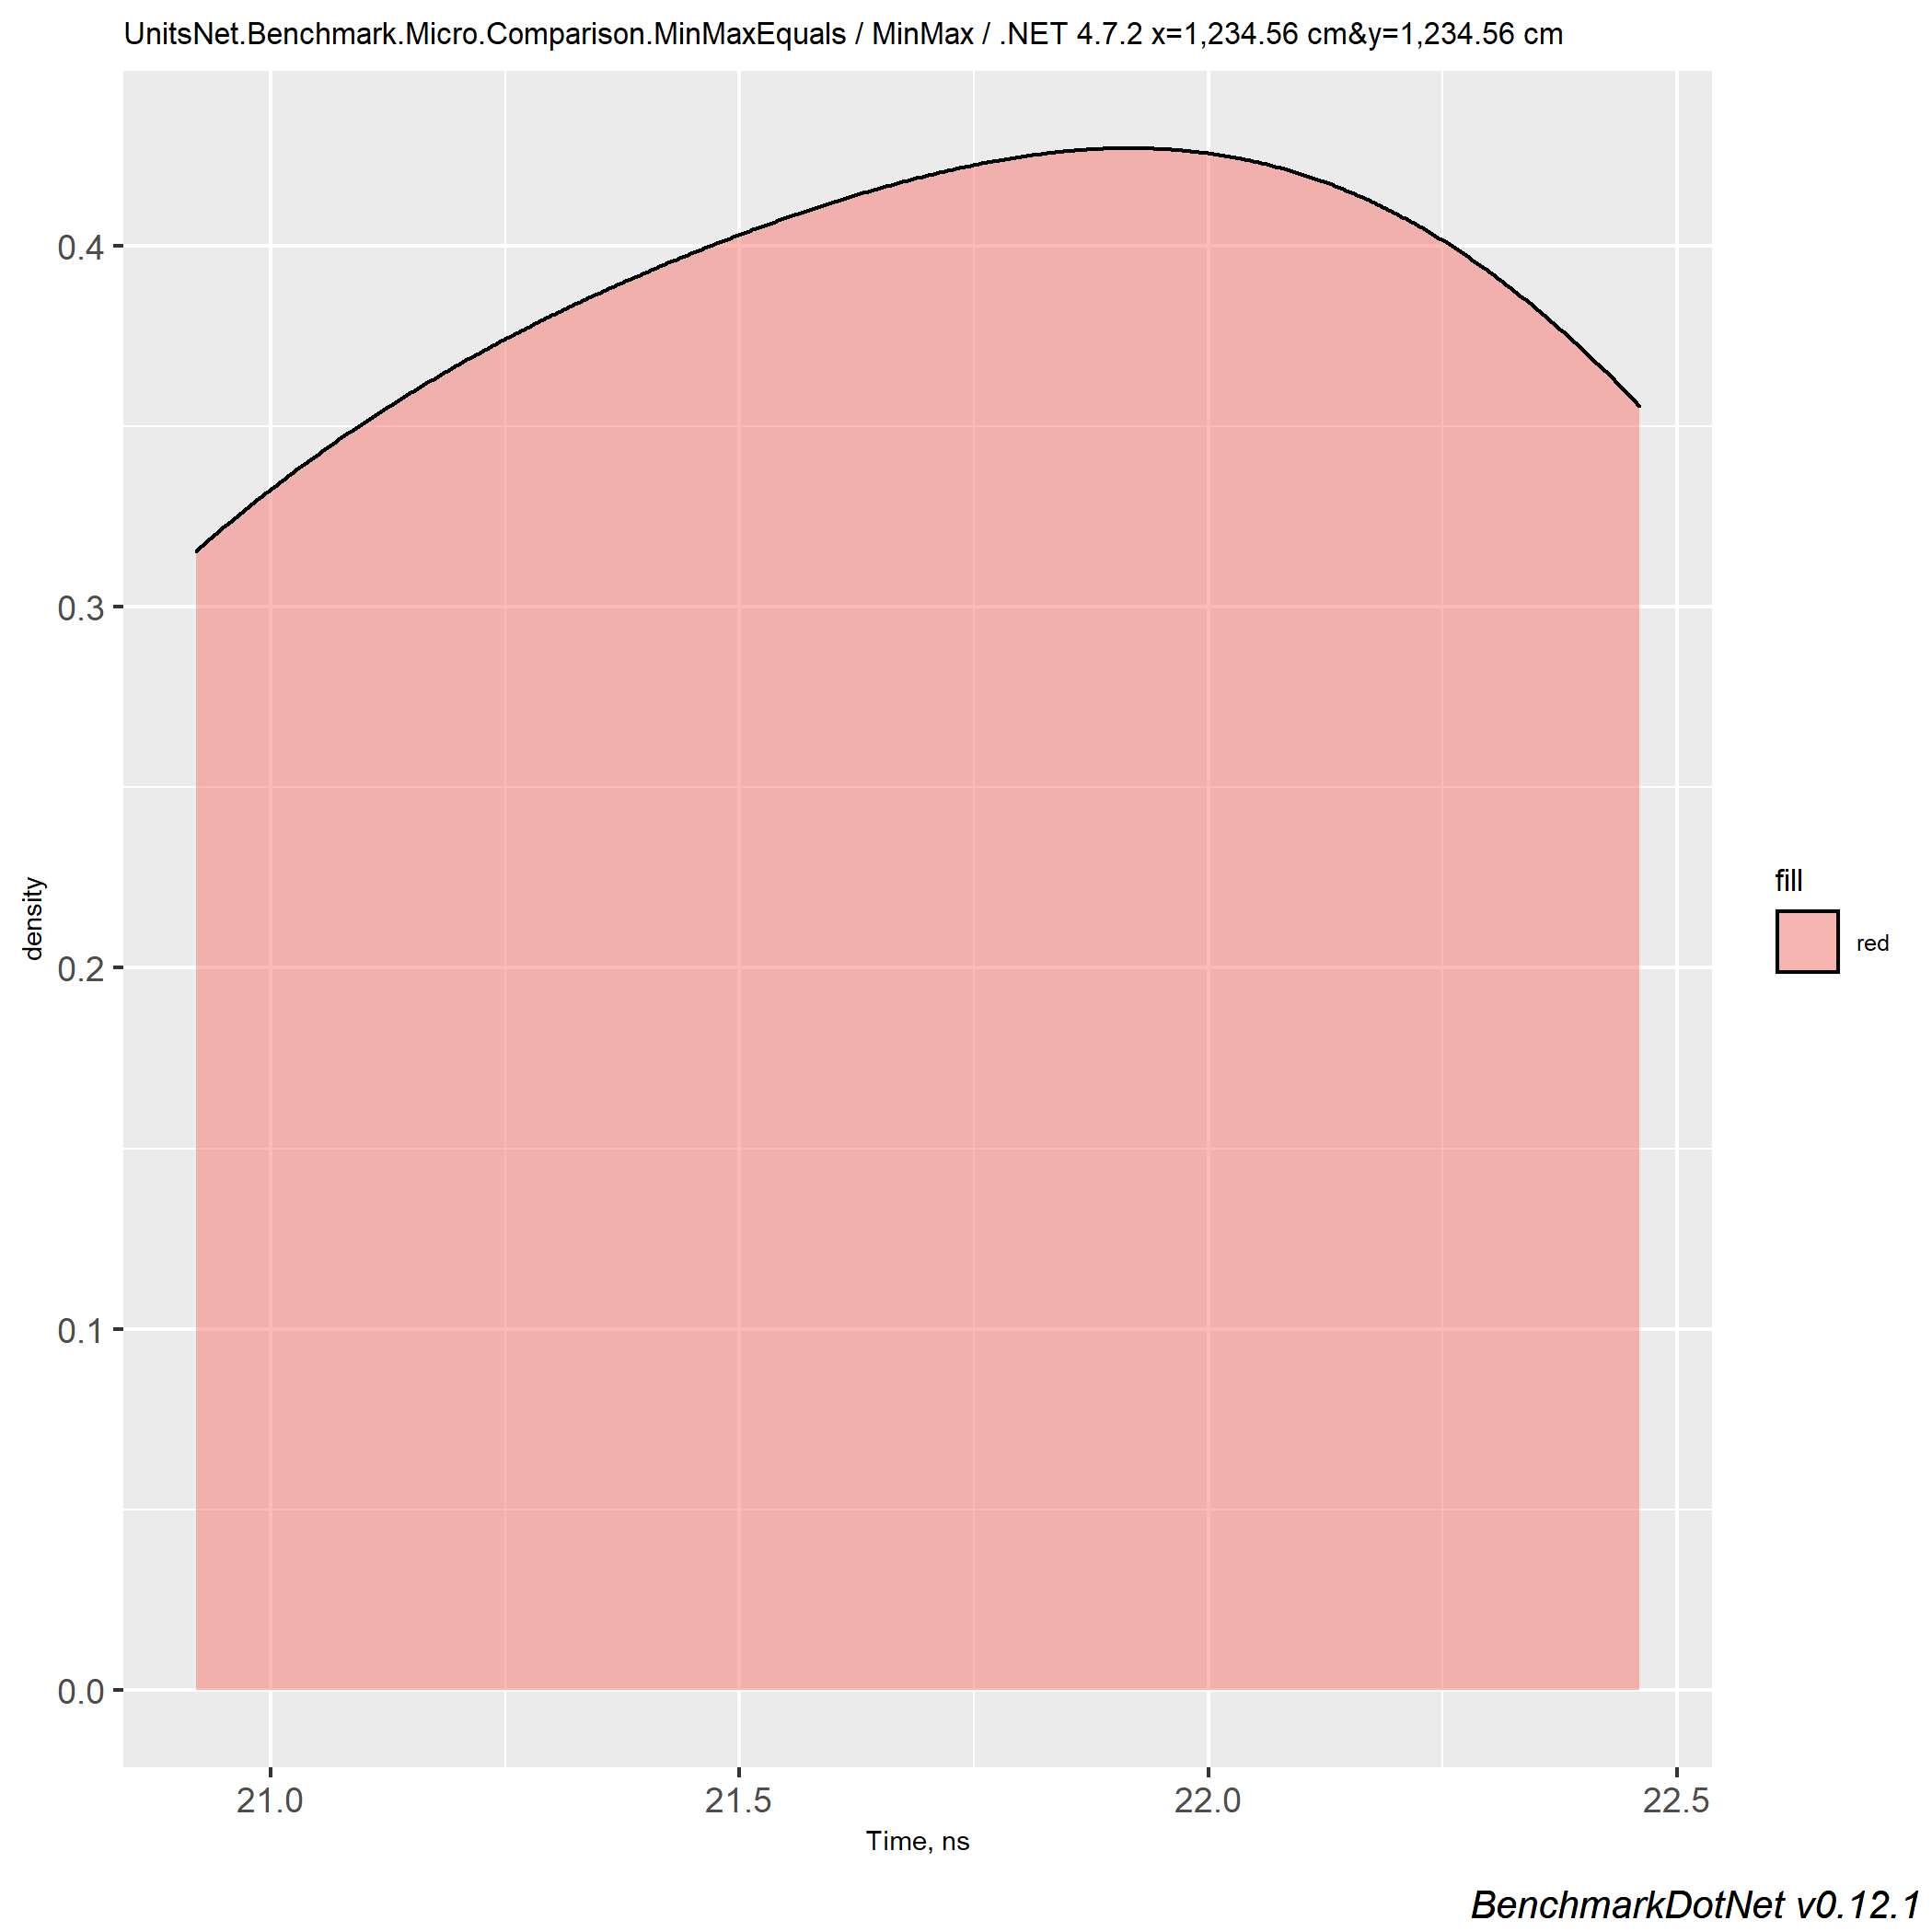 UnitsNet.Benchmark.Micro.Comparison.MinMaxEquals / MinMax / .NET 4.7.2 x=1,234.56 cm&y=1,234.56 cm
0.4
0.3
0.2
0.1
0.0
density
21.0 21.5 22.0 22.5
Time, ns
fill
red
BenchmarkDotNet v0.12.1